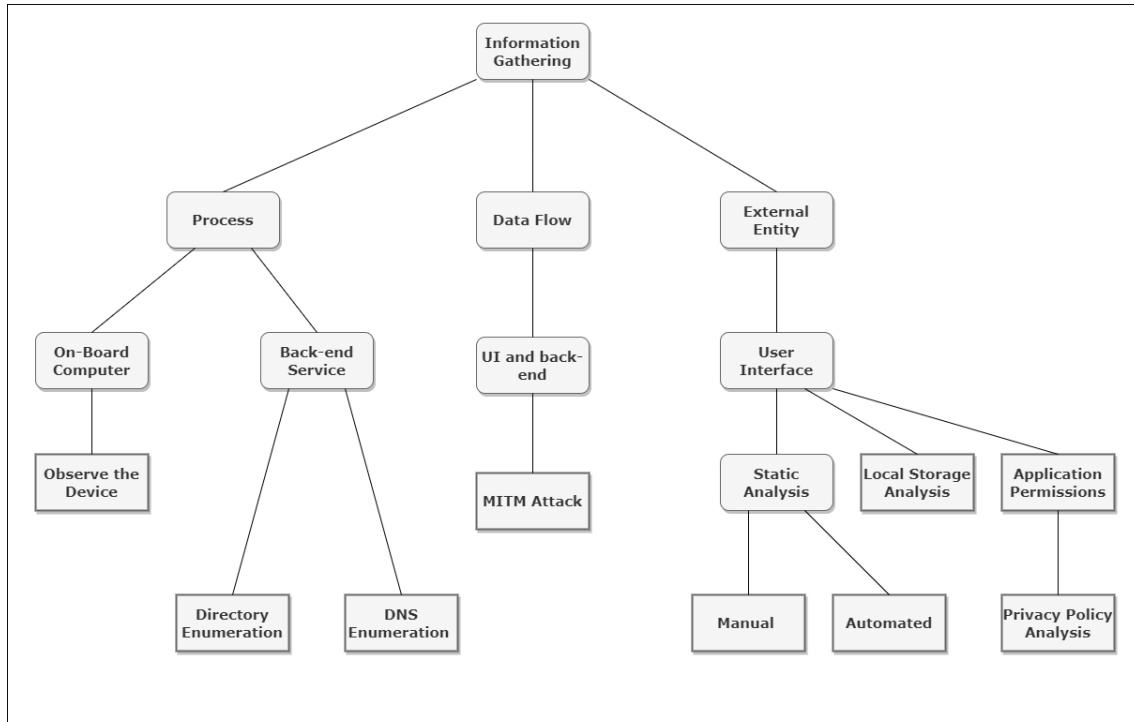 Information
Gathering
Process
Data Flow
External
Entity
On-Board
Computer
Back-end
Service
UI and back-
end
User
Interface
Observe the
Device
MITM Attack
Static
Analysis
Local Storage
Analysis
Application
Permissions
Directory
Enumeration
DNS
Enumeration
Manual
Automated
Privacy Policy
Analysis